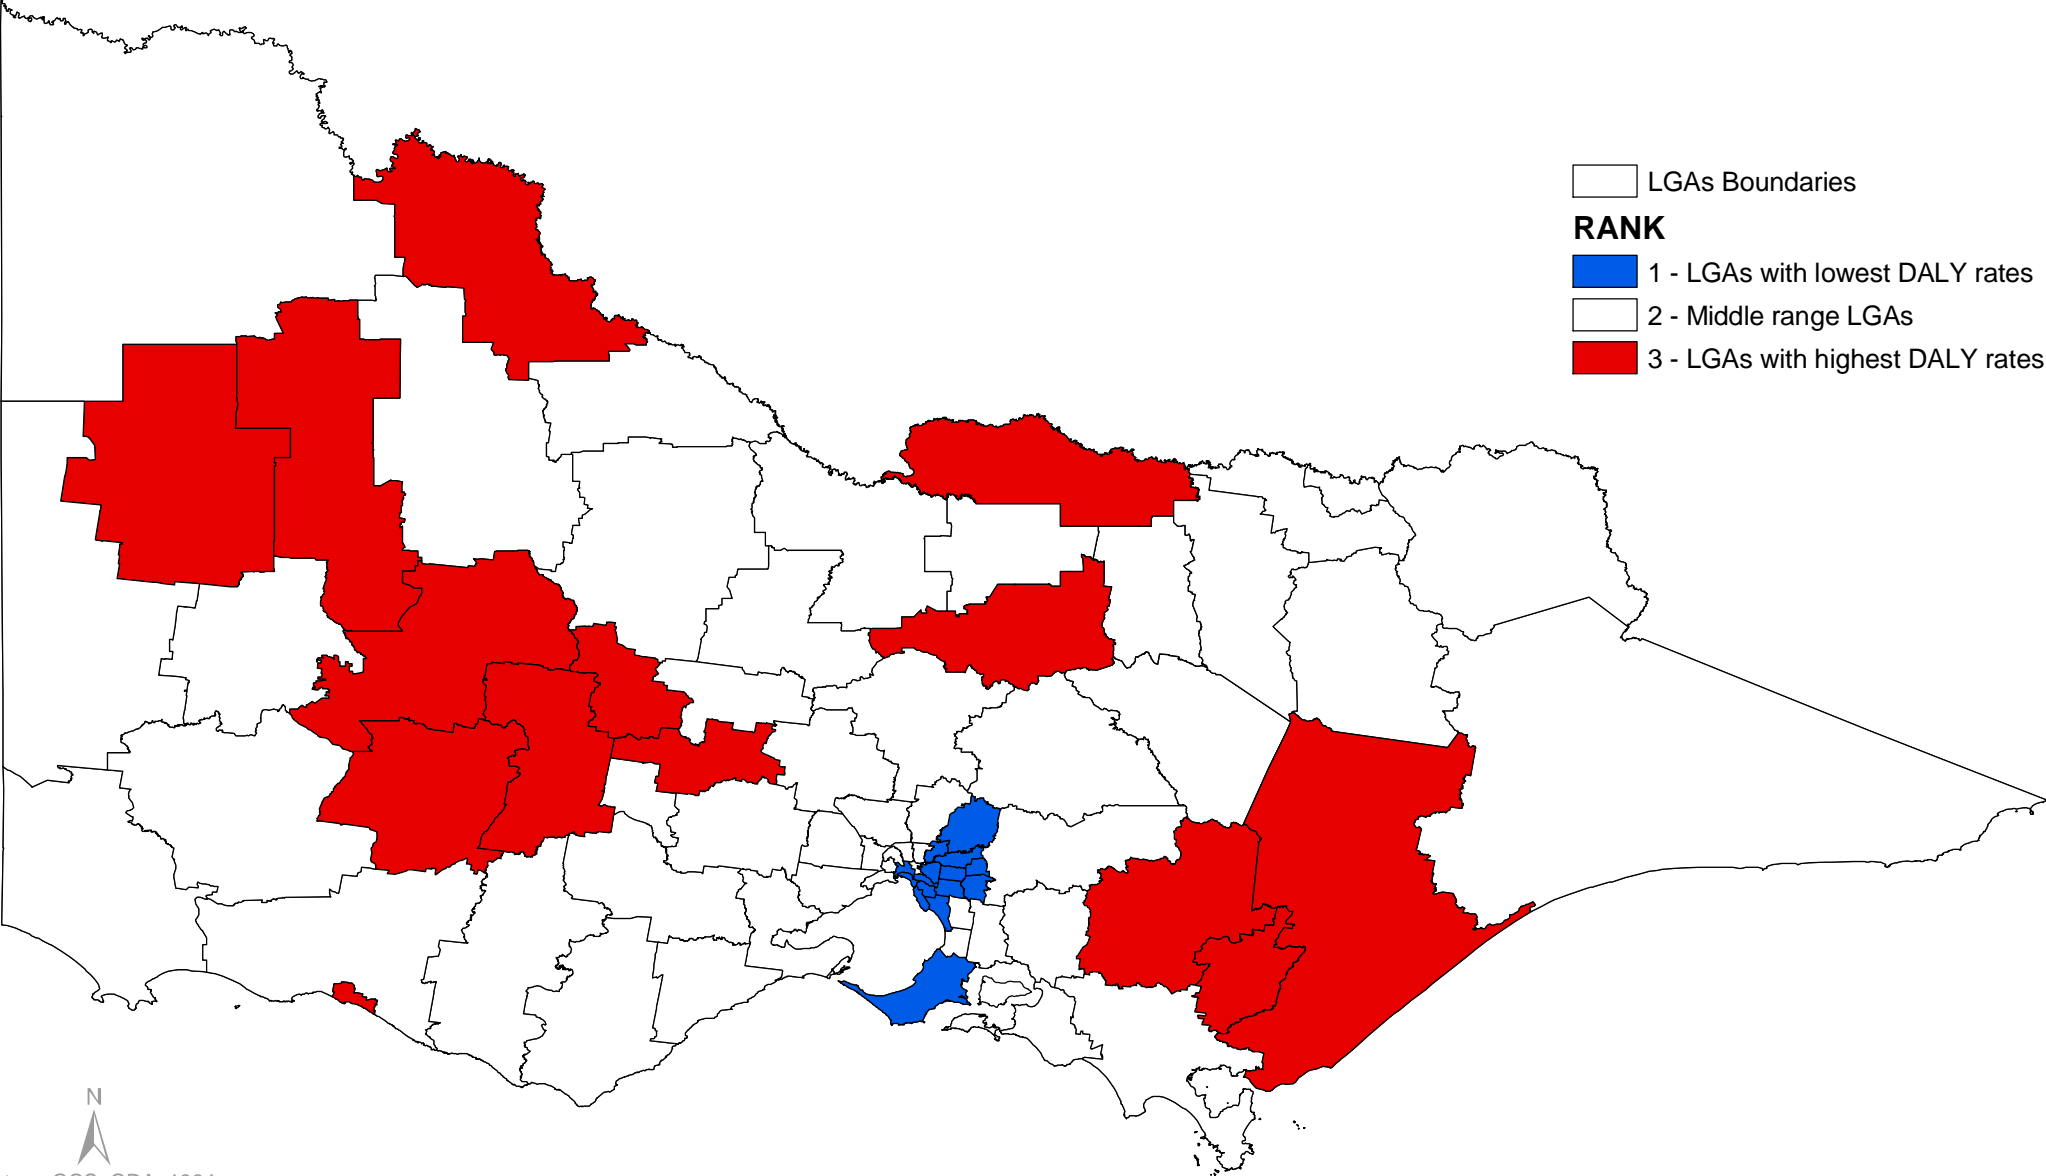 LGAs Boundaries
RANK
1 - LGAs with lowest DALY rates
2 - Middle range LGAs
3 - LGAs with highest DALY rates
N